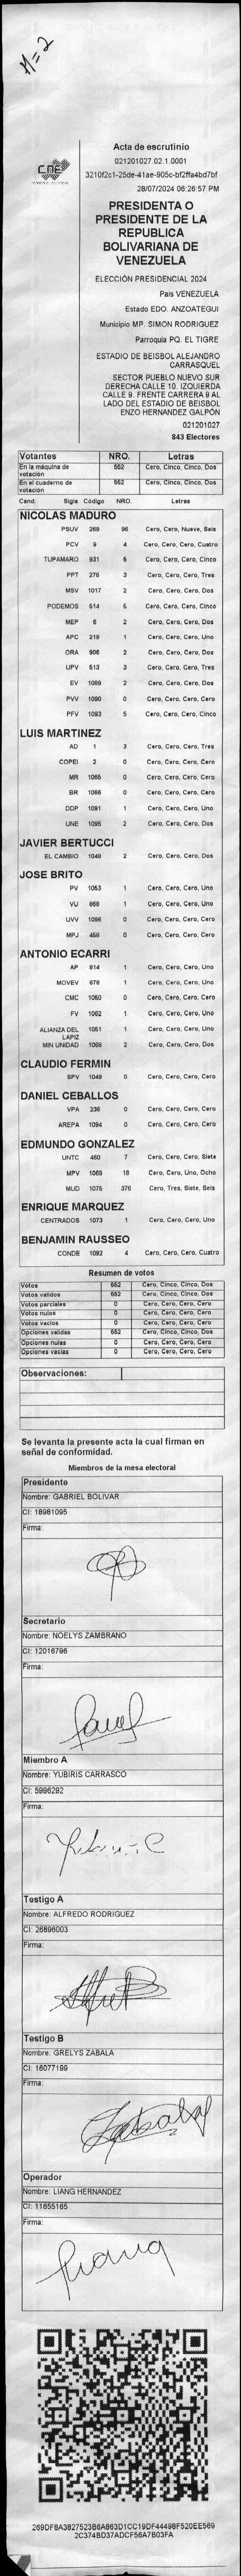 N=2
CNE
Acta de escrutinio
021201027.02.1.0001
3210f2c1-25de-41ae-905c-bf2ffa4bd7bf
28/07/2024 06:26:57 PM
PRESIDENTA O
PRESIDENTE DE LA
REPUBLICA
BOLIVARIANA DE
VENEZUELA
ELECCIÓN PRESIDENCIAL 2024
Pais VENEZUELA
Estado EDO. ANZOATEGUI
Municipio MP. SIMON RODRIGUEZ
Parroquia PQ. EL TIGRE
ESTADIO DE BEISBOL ALEJANDRO
CARRASQUEL
SECTOR PUEBLO NUEVO SUR
DERECHA CALLE 10. IZQUIERDA
CALLE 9. FRENTE CARRERA 9 AL
LADO DEL ESTADIO DE BEISBOL
ENZO HERNANDEZ GALPÓN
021201027
843 Electores
Votantes NRO. Letras
En la máquina de votación 552 Cero, Cinco, Cinco, Dos
En el cuaderno de votación 552 Cero, Cinco, Cinco, Dos
Cand. Sigla Código NRO. Letras
NICOLAS MADURO
PSUV 269 96 Cero, Cero, Nueve, Seis
PCV 9 4 Cero, Cero, Cero, Cuatro
TUPAMARO 931 5 Cero, Cero, Cero, Cinco
PPT 276 3 Cero, Cero, Cero, Tres
MSV 1017 2 Cero, Cero, Cero, Dos
PODEMOS 514 5 Cero, Cero, Cero, Cinco
MEP 6 2 Cero, Cero, Cero, Dos
APC 219 1 Cero, Cero, Cero, Uno
ORA 906 2 Cero, Cero, Cero, Dos
UPV 513 3 Cero, Cero, Cero, Tres
EV 1089 2 Cero, Cero, Cero, Dos
PVV 1090 0 Cero, Cero, Cero, Cero
PFV 1093 5 Cero, Cero, Cero, Cinco
LUIS MARTINEZ
AD 1 3 Cero, Cero, Cero, Tres
COPEI 2 0 Cero, Cero, Cero, Cero
MR 1065 0 Cero, Cero, Cero, Cero
BR 1066 0 Cero, Cero, Cero, Cero
DDP 1091 1 Cero, Cero, Cero, Uno
UNE 1095 2 Cero, Cero, Cero, Dos
JAVIER BERTUCCI
EL CAMBIO 1048 2 Cero, Cero, Cero, Dos
JOSE BRITO
PV 1053 1 Cero, Cero, Cero, Uno
VU 868 1 Cero, Cero, Cero, Uno
UVV 1096 0 Cero, Cero, Cero, Cero
MPJ 458 0 Cero, Cero, Cero, Cero
ANTONIO ECARRI
AP 814 1 Cero, Cero, Cero, Uno
MOVEV 878 1 Cero, Cero, Cero, Uno
CMC 1050 0 Cero, Cero, Cero, Cero
FV 1062 1 Cero, Cero, Cero, Uno
ALIANZA DEL LAPIZ 1051 1 Cero, Cero, Cero, Uno
MIN UNIDAD 1068 2 Cero, Cero, Cero, Dos
CLAUDIO FERMIN
SPV 1049 0 Cero, Cero, Cero, Cero
DANIEL CEBALLOS
VPA 236 0 Cero, Cero, Cero, Cero
AREPA 1094 0 Cero, Cero, Cero, Cero
EDMUNDO GONZALEZ
UNTC 460 7 Cero, Cero, Cero, Siete
MPV 1069 18 Cero, Cero, Uno, Ocho
MUD 1075 376 Cero, Tres, Siete, Seis
ENRIQUE MARQUEZ
CENTRADOS 1073 1 Cero, Cero, Cero, Uno
BENJAMIN RAUSSEO
CONDE 1092 4 Cero, Cero, Cero, Cuatro
Resumen de votos
Votos 552 Cero, Cinco, Cinco, Dos
Votos validos 552 Cero, Cinco, Cinco, Dos
Votos parciales 0 Cero, Cero, Cero, Cero
Votos nulos 0 Cero, Cero, Cero, Cero
Votos vacios 0 Cero, Cero, Cero, Cero
Opciones validas 552 Cero, Cinco, Cinco, Dos
Opciones nulas 0 Cero, Cero, Cero, Cero
Opciones vacias 0 Cero, Cero, Cero, Cero
Observaciones:
Se levanta la presente acta la cual firman en
señal de conformidad.
Miembros de la mesa electoral
Presidente
Nombre: GABRIEL BOLIVAR
CI: 18981095
Firma:
Secretario
Nombre: NOELYS ZAMBRANO
CI: 12016796
Firma:
Miembro A
Nombre: YUBIRIS CARRASCO
CI: 5996292
Firma:
Testigo A
Nombre: ALFREDO RODRIGUEZ
CI: 26896003
Firma:
Testigo B
Nombre: GRELYS ZABALA
CI: 16077199
Firma:
Operador
Nombre: LIANG HERNANDEZ
CI: 11655165
Firma:
269DF8A3827523B6A863D1CC19DF44498F520EE569
2C374BD37ADCF56A7B03FA